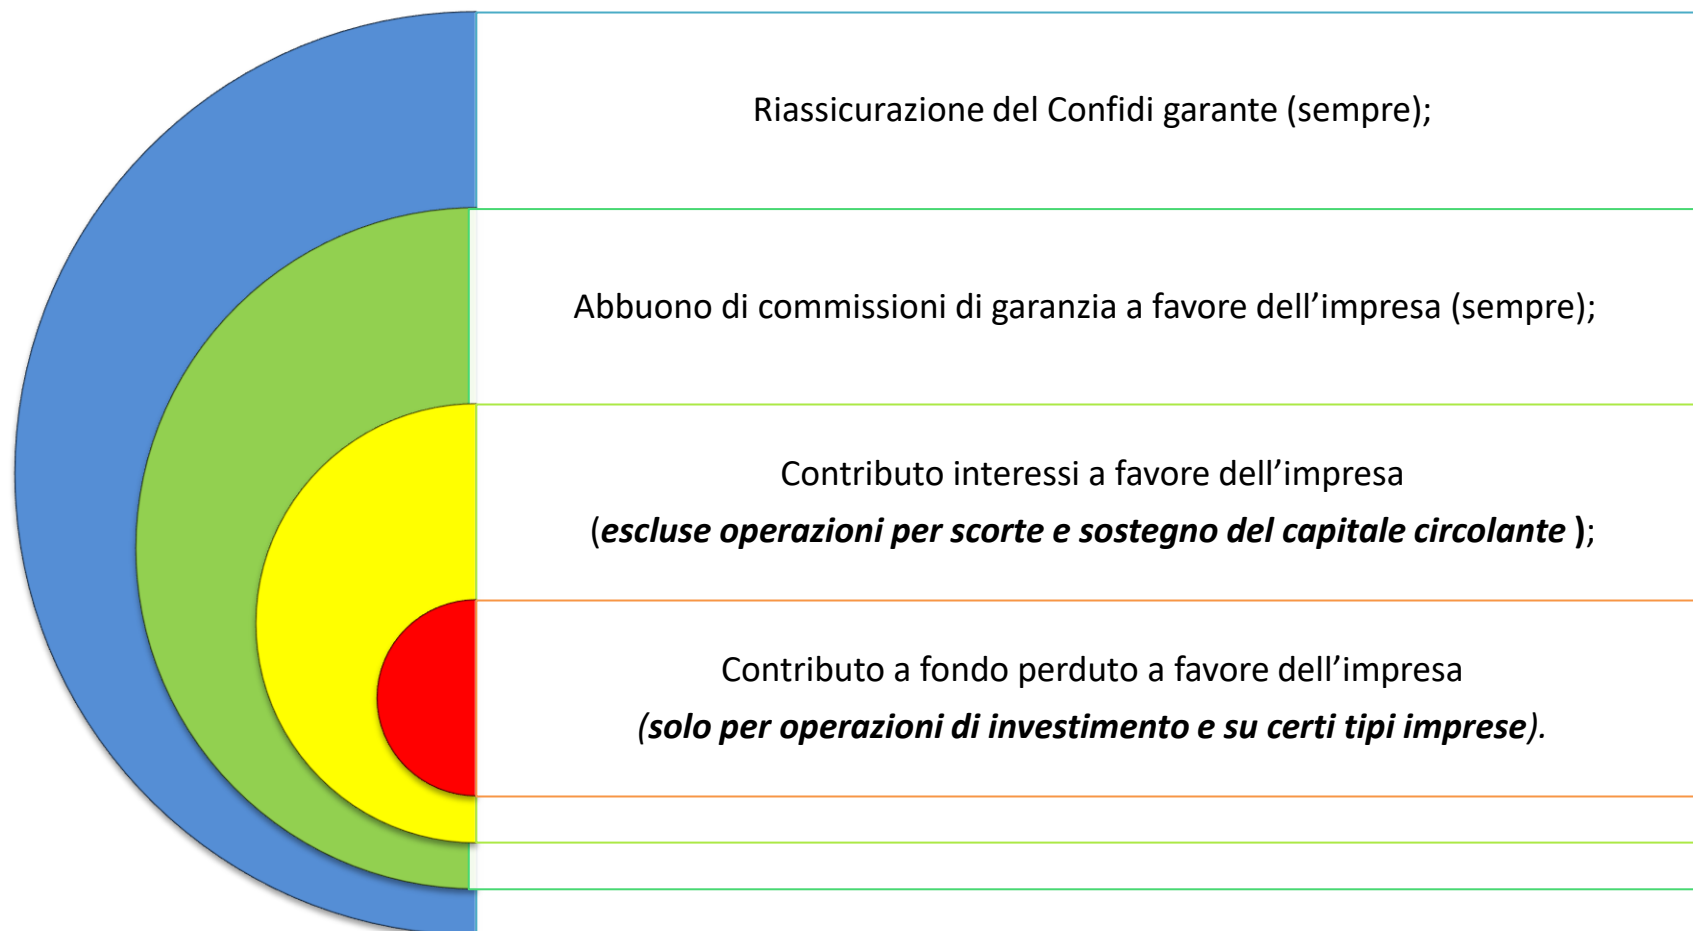 Riassicurazione del Confidi garante (sempre);
Abbuono di commissioni di garanzia a favore dell’impresa (sempre);
Contributo interessi a favore dell’impresa
(escluse operazioni per scorte e sostegno del capitale circolante );
Contributo a fondo perduto a favore dell’impresa
(solo per operazioni di investimento e su certi tipi imprese).